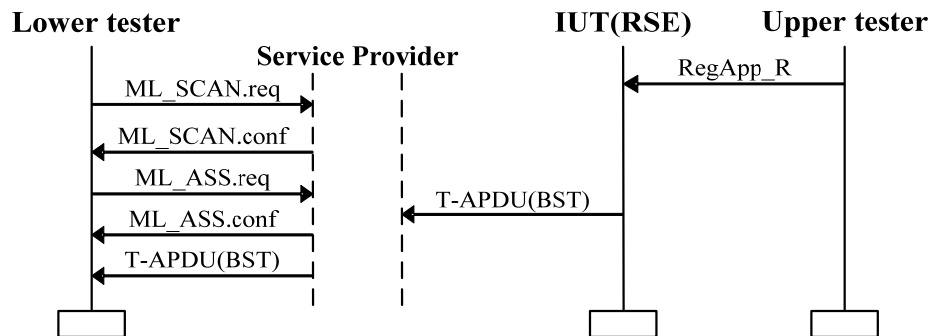 Lower tester
IUT(RSE)
Upper tester
Service Provider
RegApp_R
ML_SCAN.req
ML_SCAN.conf
ML_ASS.req
T-APDU(BST)
ML_ASS.conf
T-APDU(BST)